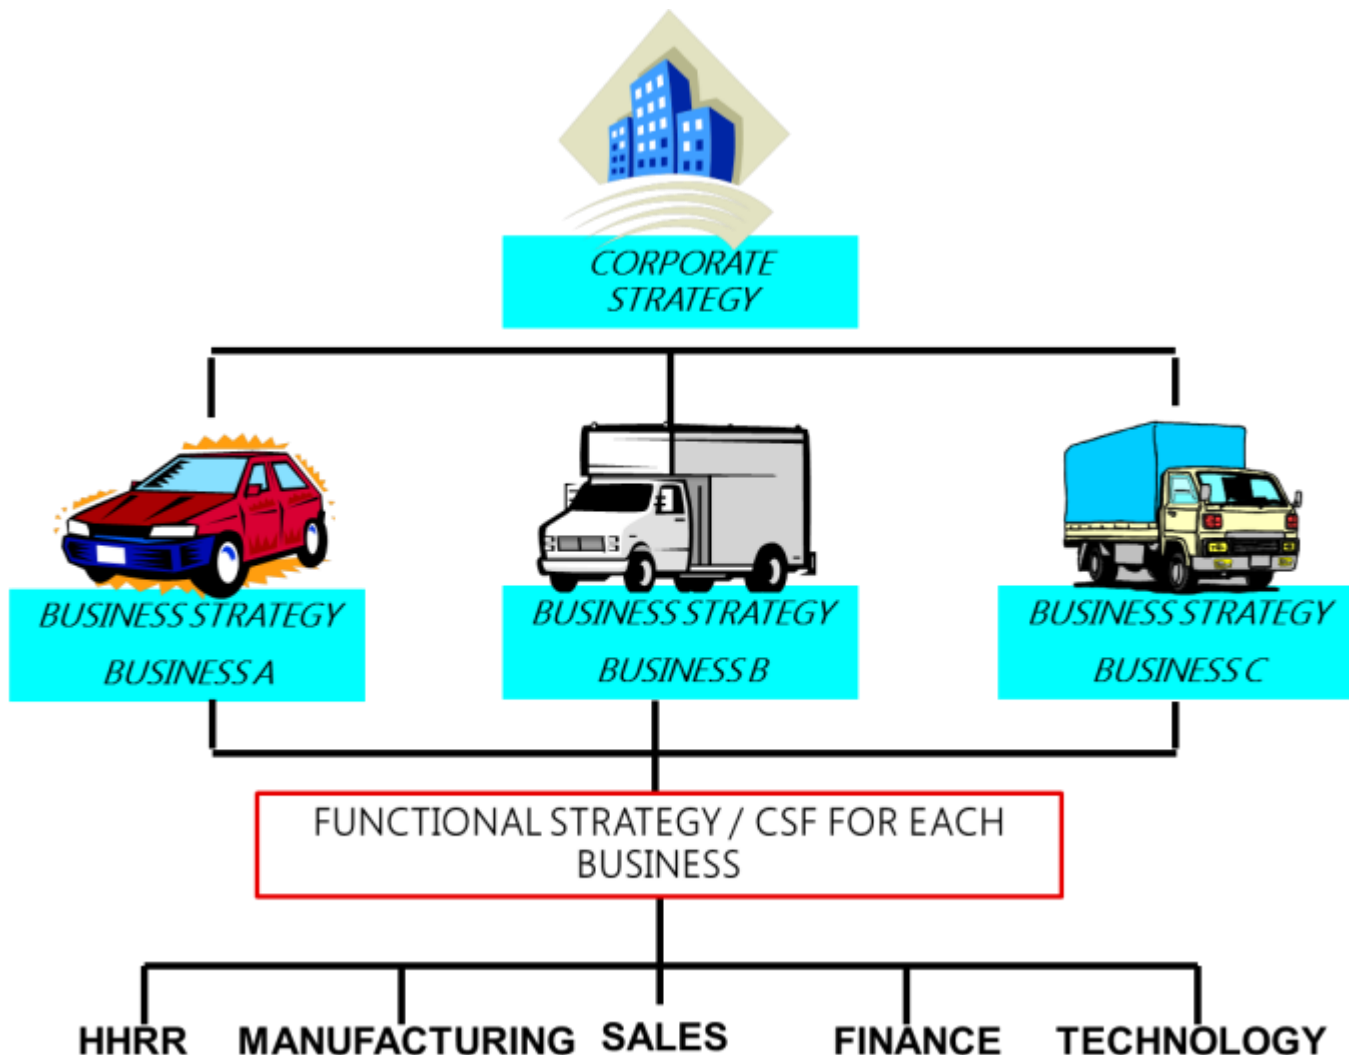 CORPORATE
STRATEGY
BUSINESS STRATEGY
BUSINESS A
BUSINESS STRATEGY
BUSINESS B
BUSINESS STRATEGY
BUSINESS C
FUNCTIONAL STRATEGY / CSF FOR EACH
BUSINESS
HHRR
MANUFACTURING
SALES
FINANCE
TECHNOLOGY